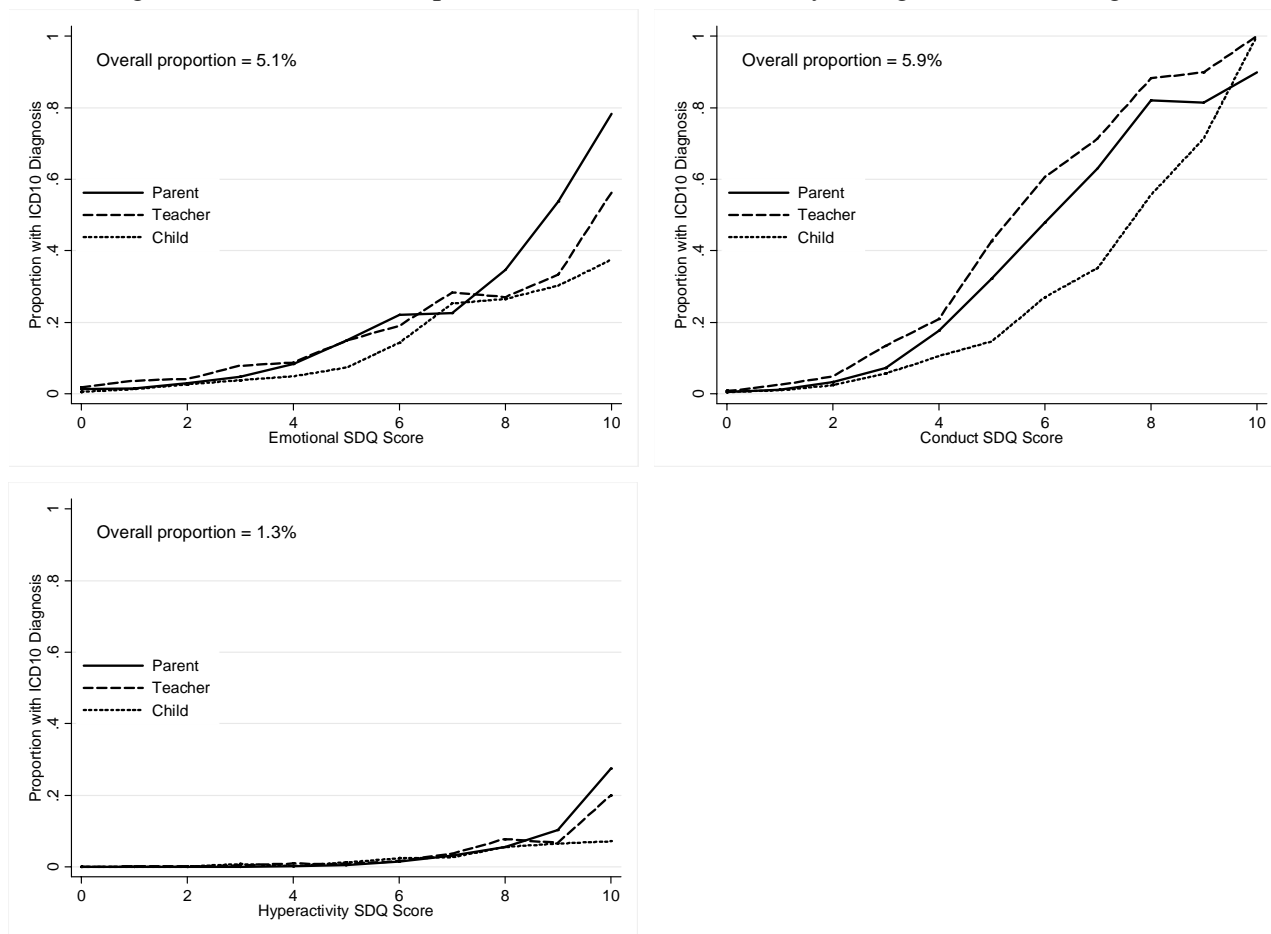 Overall proportion = 5.1%
Proportion with ICD10 Diagnosis
1
.8
.6
.4
.2
0
Parent
Teacher
Child
0 2 4 6 8 10
Emotional SDQ Score
Overall proportion = 5.9%
Proportion with ICD10 Diagnosis
1
.8
.6
.4
.2
0
Parent
Teacher
Child
0 2 4 6 8 10
Conduct SDQ Score
Overall proportion = 1.3%
Proportion with ICD10 Diagnosis
1
.8
.6
.4
.2
0
Parent
Teacher
Child
0 2 4 6 8 10
Hyperactivity SDQ Score